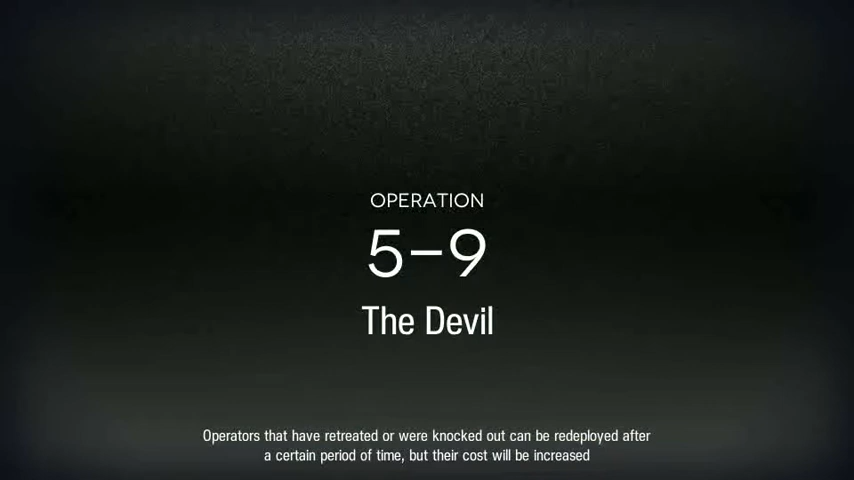 OPERATION
5–9
The Devil
Operators that have retreated or were knocked out can be redeployed after
a certain period of time, but their cost will be increased